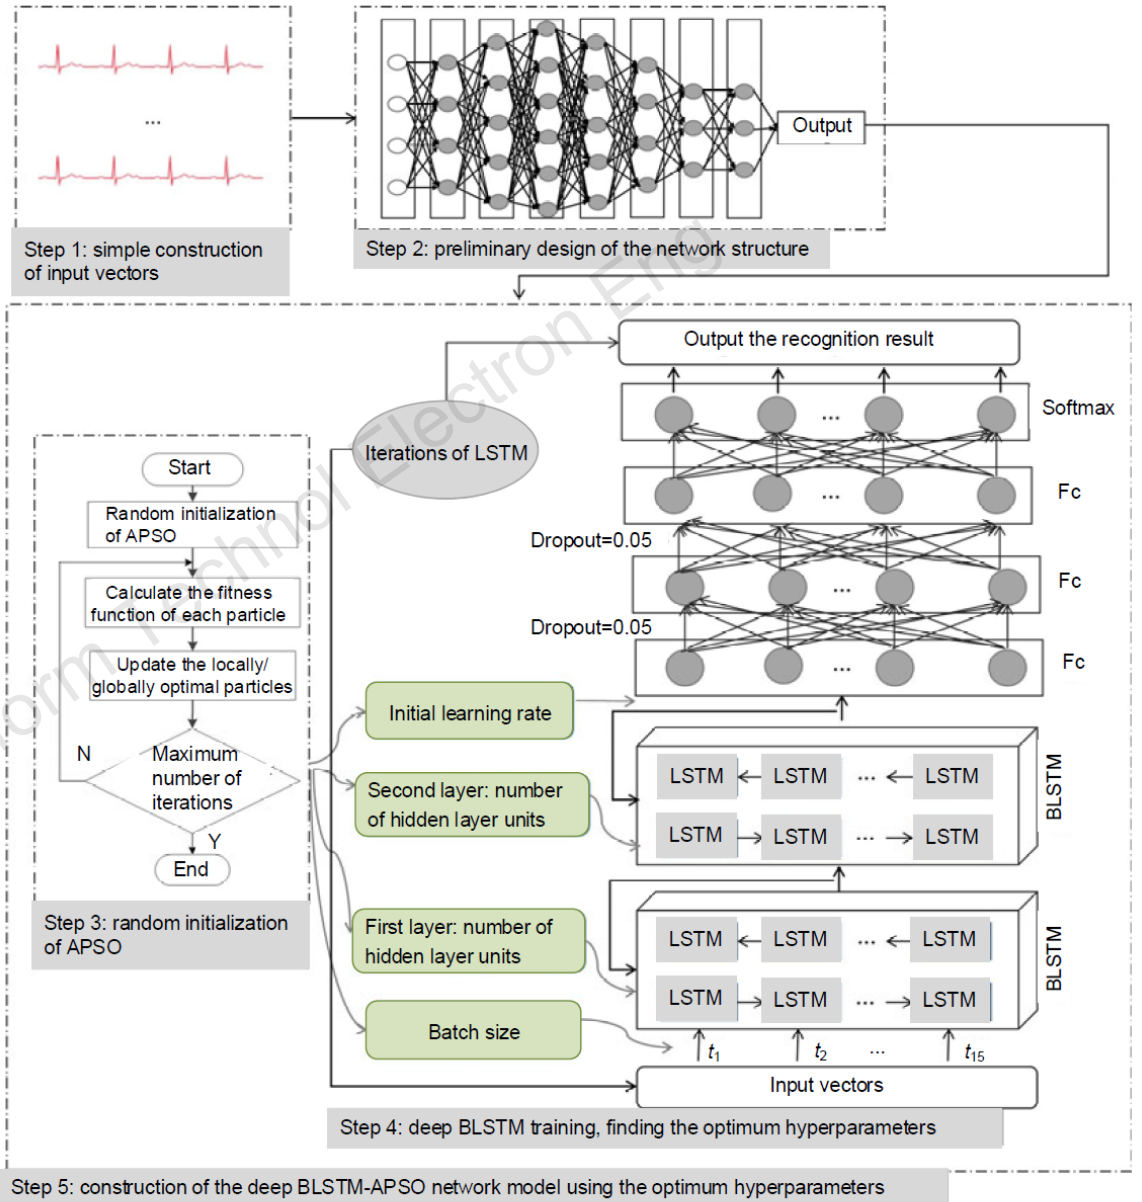 ...
Output
Step 1: simple construction
of input vectors
Step 2: preliminary design of the network structure
Output the recognition result
Softmax
...
Iterations of LSTM
Fc
...
Dropout=0.05
Fc
...
Dropout=0.05
Fc
...
Start
Random initialization
of APSO
Calculate the fitness
function of each particle
Update the locally/
globally optimal particles
N
Maximum
number of
iterations
Y
End
Step 3: random initialization
of APSO
Initial learning rate
Second layer: number
of hidden layer units
First layer: number of
hidden layer units
Batch size
LSTM LSTM ... LSTM
LSTM LSTM ... LSTM
BLSTM
LSTM LSTM ... LSTM
LSTM LSTM ... LSTM
BLSTM
t1 t2 ... t15
Input vectors
Step 4: deep BLSTM training, finding the optimum hyperparameters
Step 5: construction of the deep BLSTM-APSO network model using the optimum hyperparameters
orm Technol Electron Eng